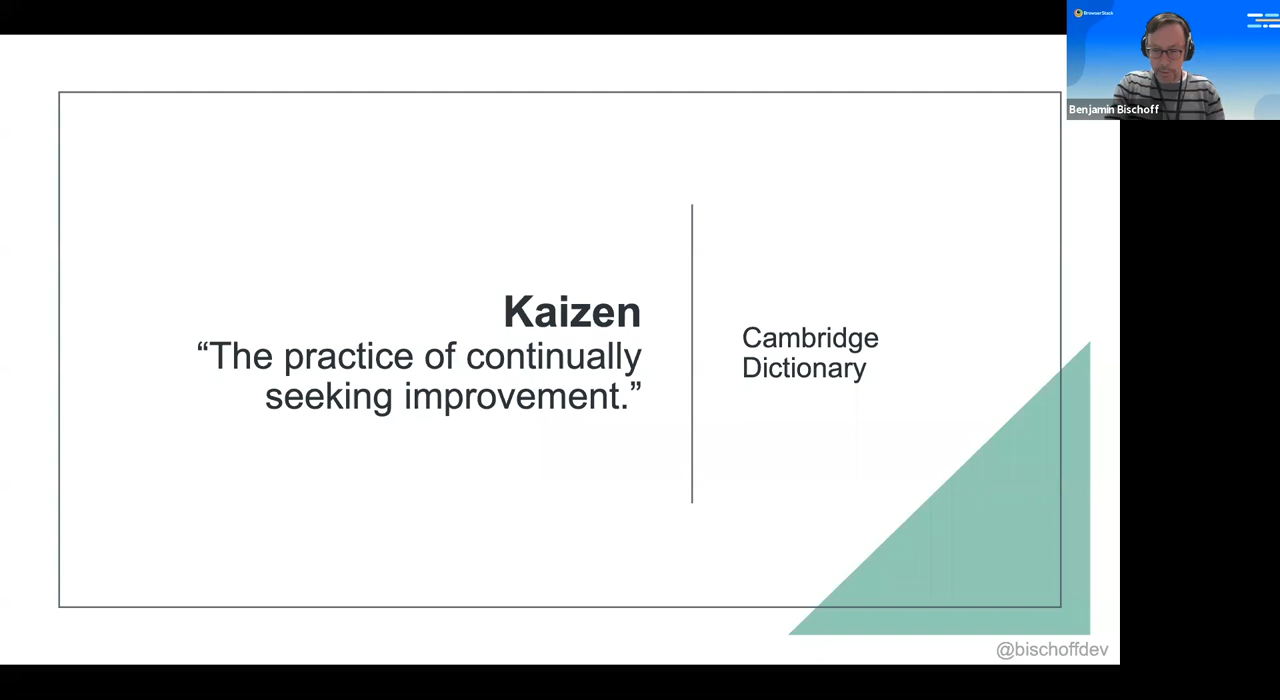 BrowserStack
Benjamin Bischoff
Kaizen
“The practice of continually
seeking improvement.”
Cambridge
Dictionary
@bischoffdev